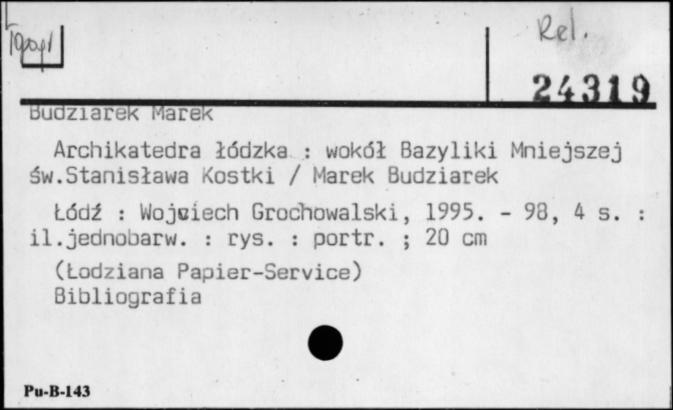 Rel.
24319
Budziarek Marek
Archikatedra łódzka : wokół Bazyliki Mniejszej
św.Stanisława Kostki / Marek Budziarek
Łódź : Wojciech Grochowalski, 1995. - 98, 4 s. :
il.jednobarw. : rys. : portr. ; 20 cm
(Łodziana Papier-Service)
Bibliografia
Pu-B-143